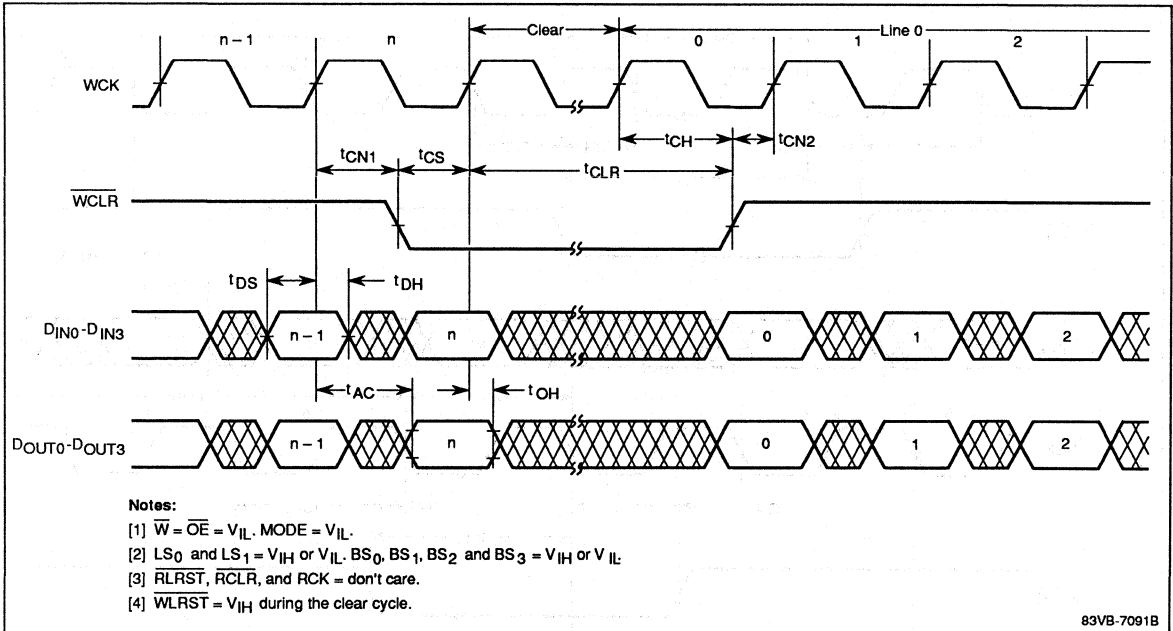 Clear
Line 0
n – 1
n
0
1
2
WCK
tCH
tCN2
tCN1
tCS
tCLR
WCLR
tDS
tDH
DIN0-DIN3
n – 1
n
0
1
2
tAC
tOH
DOUT0-DOUT3
n – 1
n
0
1
2
Notes:
[1] W = OE = VIL. MODE = VIL.
[2] LS0 and LS1 = VIH or VIL. BS0, BS1, BS2 and BS3 = VIH or VIL.
[3] RLRST, RCLR, and RCK = don't care.
[4] WLRST = VIH during the clear cycle.
83VB-7091B